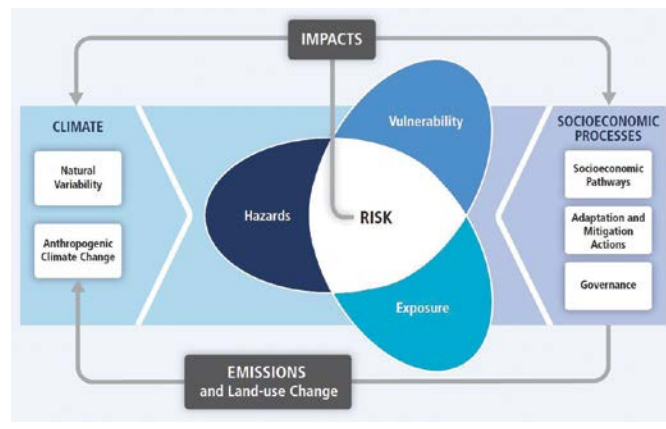 IMPACTS
CLIMATE
Natural
Variability
Anthropogenic
Climate Change
Vulnerability
Hazards
RISK
Exposure
SOCIOECONOMIC
PROCESSES
Socioeconomic
Pathways
Adaptation and
Mitigation
Actions
Governance
EMISSIONS
and Land-use Change